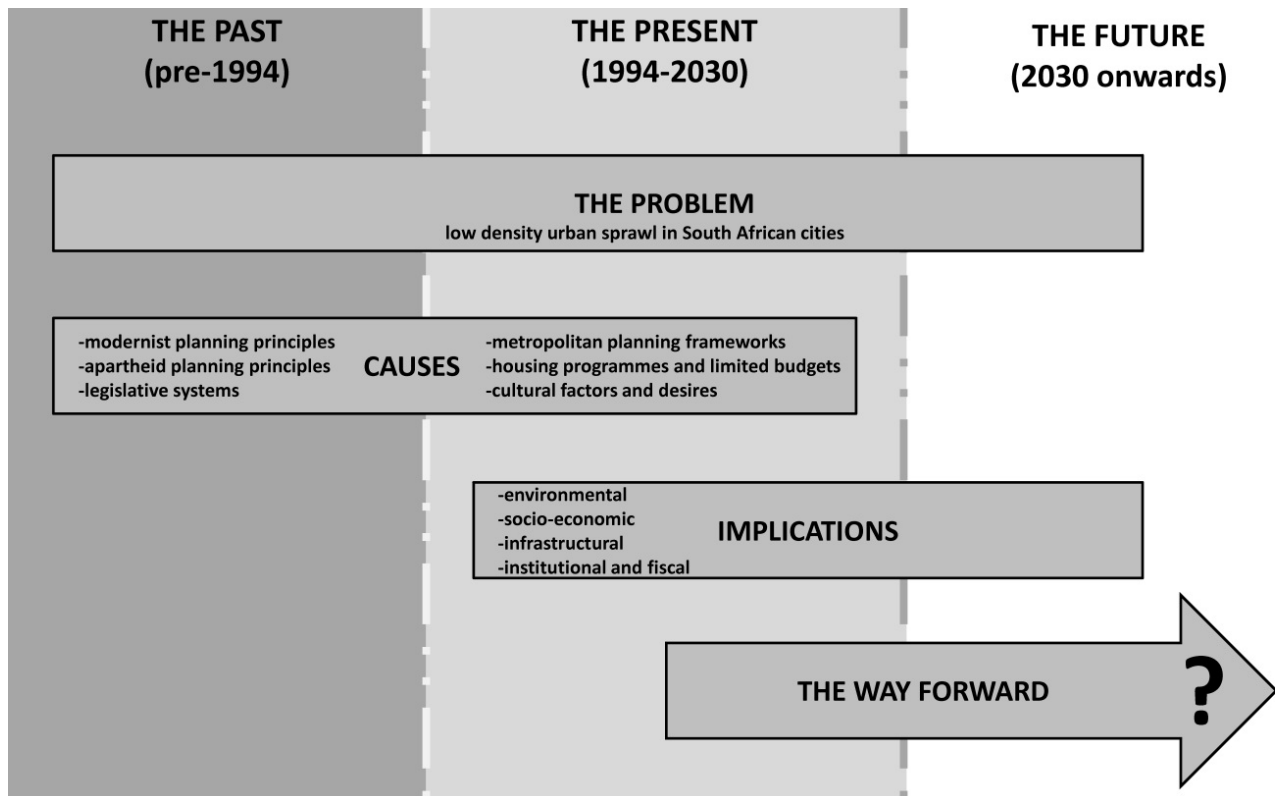 THE PAST
(pre-1994)
THE PRESENT
(1994-2030)
THE FUTURE
(2030 onwards)
THE PROBLEM
low density urban sprawl in South African cities
-modernist planning principles
-apartheid planning principles
-legislative systems
CAUSES
-metropolitan planning frameworks
-housing programmes and limited budgets
-cultural factors and desires
-environmental
-socio-economic
-infrastructural
-institutional and fiscal
IMPLICATIONS
THE WAY FORWARD
?